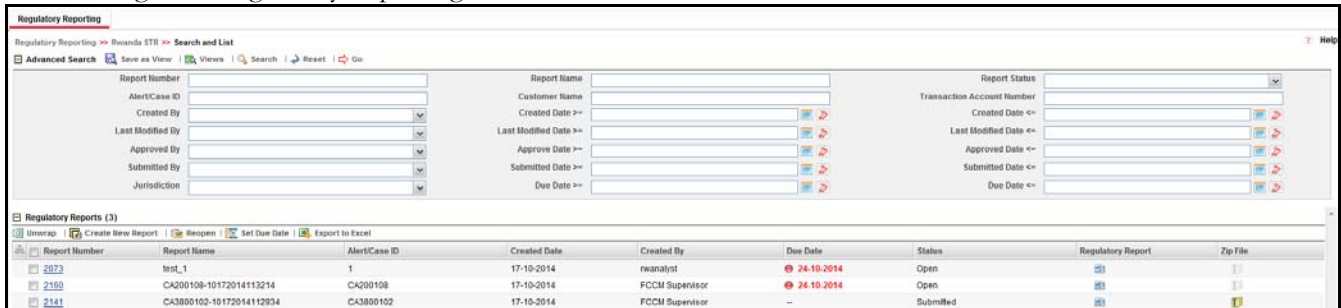 Regulatory Reporting
Regulatory Reporting >> Rwanda STR >> Search and List
? Help
Advanced Search Save as View | Views | Search | Reset | Go
Report Number Report Name Report Status
Alert/Case ID Customer Name Transaction Account Number
Created By Created Date >= Created Date <=
Last Modified By Last Modified Date >= Last Modified Date <=
Approved By Approve Date >= Approved Date <=
Submitted By Submitted Date >= Submitted Date <=
Jurisdiction Due Date >= Due Date <=
Regulatory Reports (3)
Unwrap | Create New Report | Reopen | Set Due Date | Export to Excel
Report Number Report Name Alert/Case ID Created Date Created By Due Date Status Regulatory Report Zip File
2073 test_1 1 17-10-2014 rwanalyst 24-10-2014 Open
2160 CA200108-10172014113214 CA200108 17-10-2014 FCCM Supervisor 24-10-2014 Open
2141 CA3800102-10172014112934 CA3800102 17-10-2014 FCCM Supervisor -- Submitted